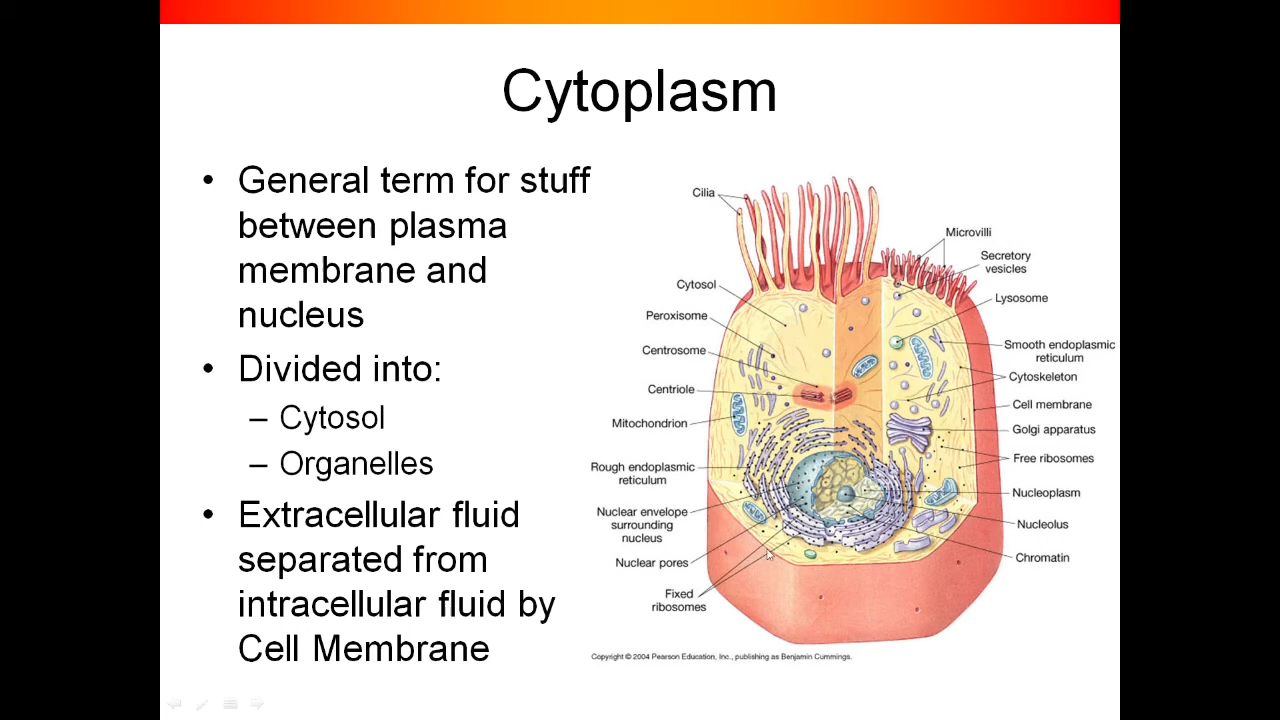 Cytoplasm
• General term for stuff
between plasma
membrane and
nucleus
• Divided into:
– Cytosol
– Organelles
• Extracellular fluid
separated from
intracellular fluid by
Cell Membrane
Cilia
Cytosol
Peroxisome
Centrosome
Centriole
Mitochondrion
Rough endoplasmic
reticulum
Nuclear envelope
surrounding
nucleus
Nuclear pores
Fixed
ribosomes
Microvilli
Secretory
vesicles
Lysosome
Smooth endoplasmic
reticulum
Cytoskeleton
Cell membrane
Golgi apparatus
Free ribosomes
Nucleoplasm
Nucleolus
Chromatin
Copyright © 2004 Pearson Education, Inc., publishing as Benjamin Cummings.